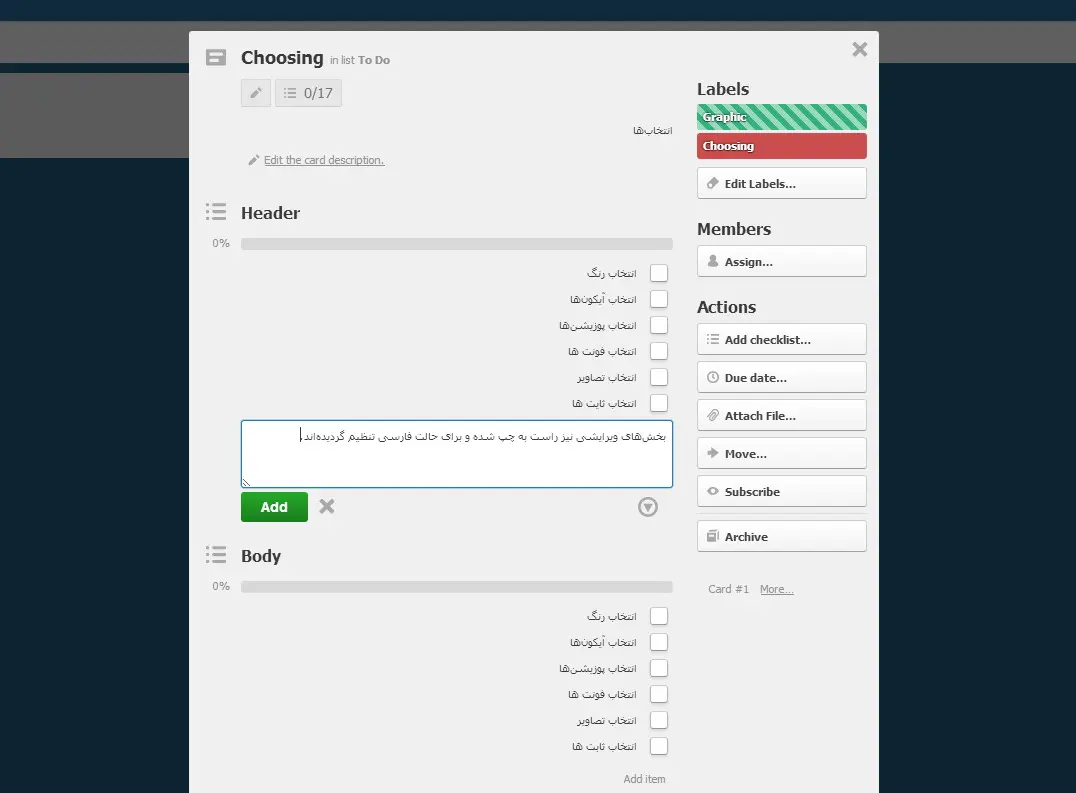 Choosing in list To Do
0/17
انتخاب‌ها
Edit the card description.
Header
0%
انتخاب رنگ
انتخاب آیکون‌ها
انتخاب پوزیشن‌ها
انتخاب فونت ها
انتخاب تصاویر
انتخاب ثابت ها
بخش‌های ویرایشی نیز راست به چپ شده و برای حالت فارسی تنظیم گردیده‌اند.
Add
Body
0%
انتخاب رنگ
انتخاب آیکون‌ها
انتخاب پوزیشن‌ها
انتخاب فونت ها
انتخاب تصاویر
انتخاب ثابت ها
Add item
Labels
Graphic
Choosing
Edit Labels...
Members
Assign...
Actions
Add checklist...
Due date...
Attach File...
Move...
Subscribe
Archive
Card #1 More...